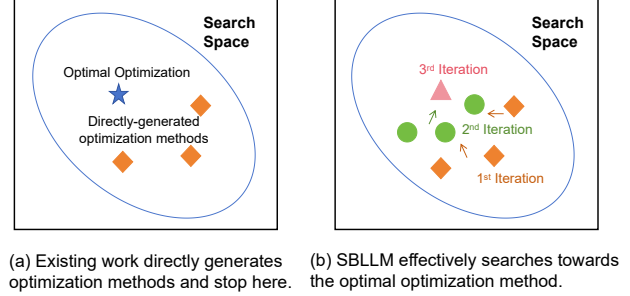 Search
Space
Optimal Optimization
Directly-generated
optimization methods
(a) Existing work directly generates
optimization methods and stop here.
Search
Space
3rd Iteration
2nd Iteration
1st Iteration
(b) SBLLM effectively searches towards
the optimal optimization method.